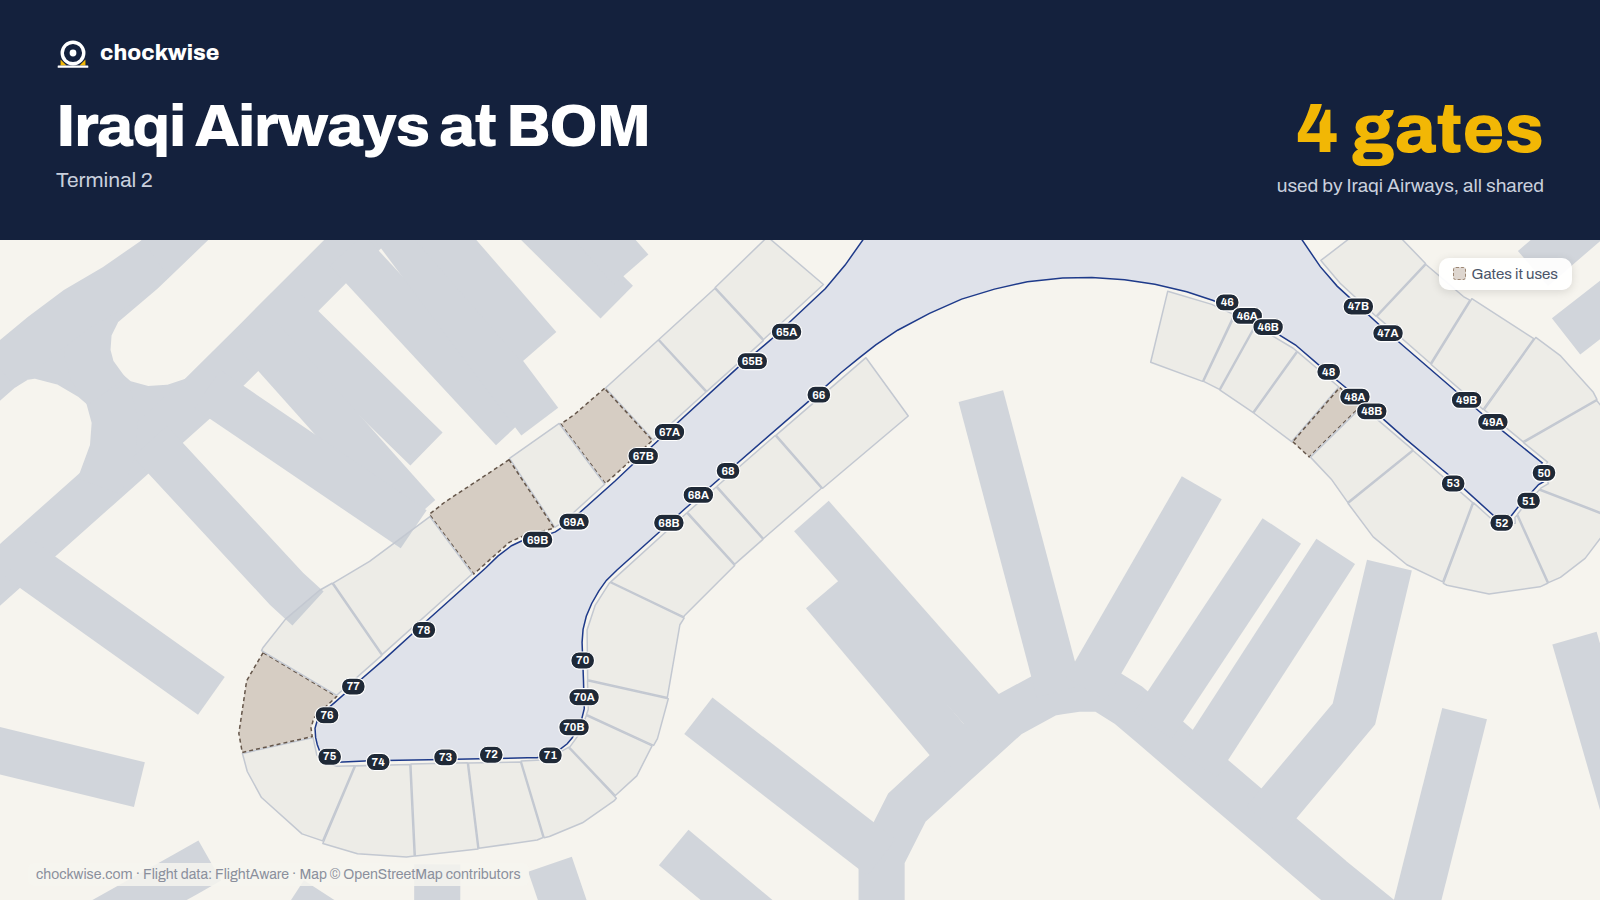 chockwise
Iraqi Airways at BOM
Terminal 2
4 gates
used by Iraqi Airways, all shared
Gates it uses
46
46A
46B
47B
47A
65A
65B
66
48
48A
48B
49B
49A
67A
67B
68
68A
68B
69A
69B
50
51
52
53
78
70
77
70A
76
70B
75
74
73
72
71
chockwise.com · Flight data: FlightAware · Map © OpenStreetMap contributors